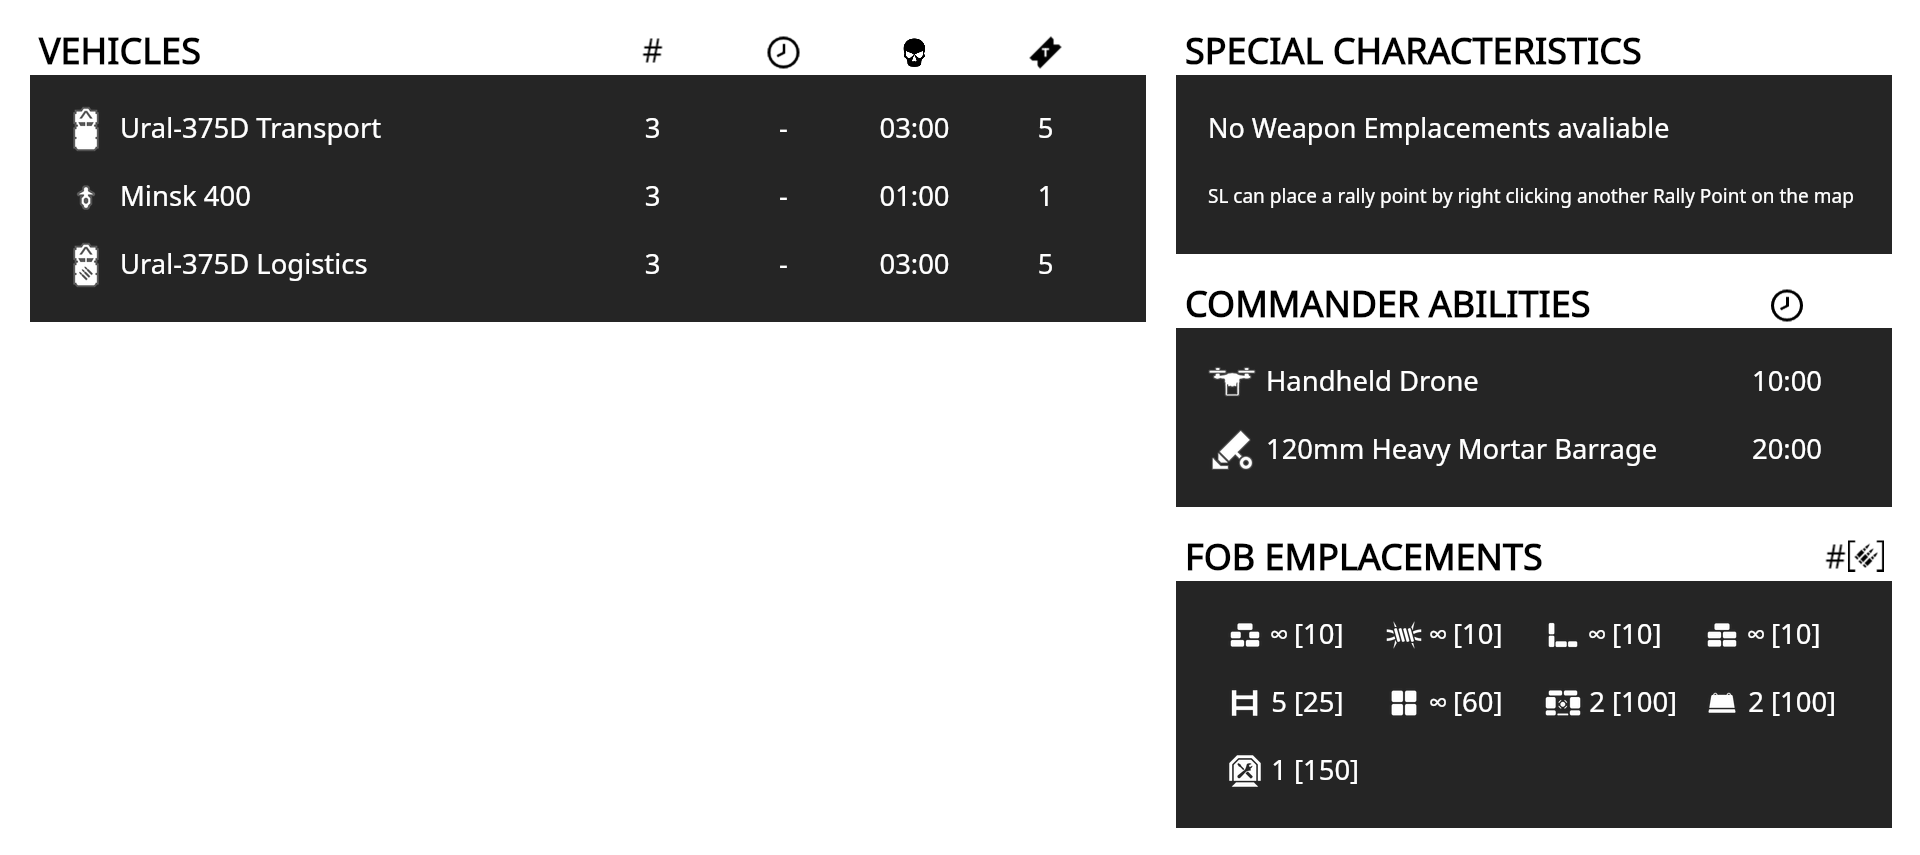 VEHICLES #
Ural-375D Transport 3 - 03:00 5
Minsk 400 3 - 01:00 1
Ural-375D Logistics 3 - 03:00 5
SPECIAL CHARACTERISTICS
No Weapon Emplacements avaliable
SL can place a rally point by right clicking another Rally Point on the map
COMMANDER ABILITIES
Handheld Drone 10:00
120mm Heavy Mortar Barrage 20:00
FOB EMPLACEMENTS #[]
∞ [10] ∞ [10] ∞ [10] ∞ [10]
5 [25] ∞ [60] 2 [100] 2 [100]
1 [150]